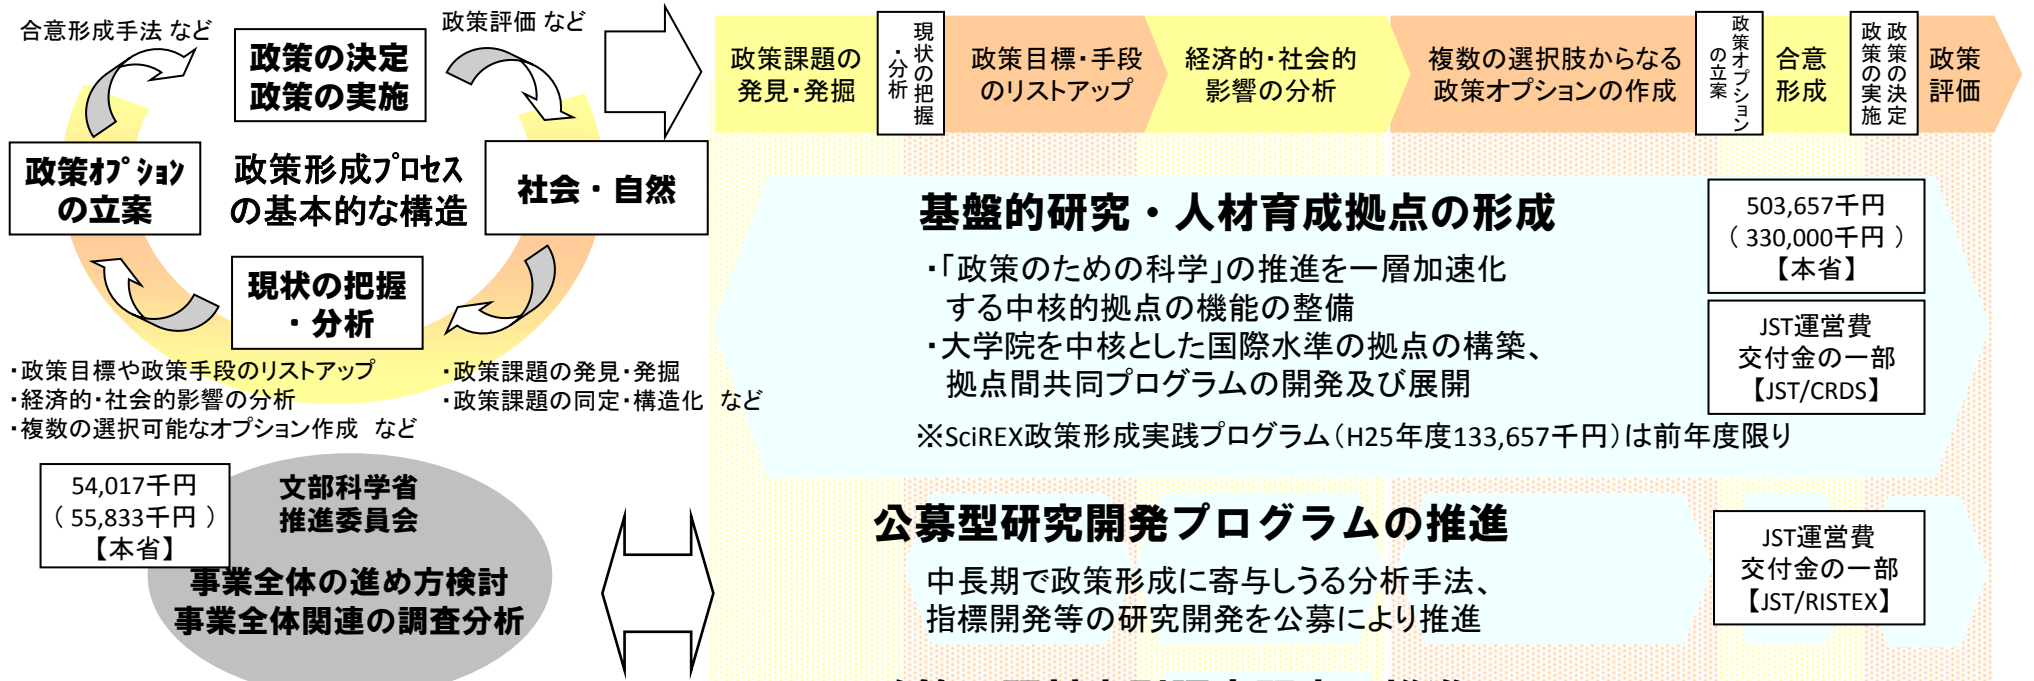 合意形成手法 など
政策評価 など
政策の決定
政策の実施
政策ｵﾌﾟｼｮﾝ
の立案
政策形成ﾌﾟﾛｾｽ
の基本的な構造
社会・自然
現状の把握
・分析
・政策目標や政策手段のリストアップ
・経済的・社会的影響の分析
・複数の選択可能なオプション作成 など
・政策課題の発見・発掘
・政策課題の同定・構造化 など
54,017千円
（ 55,833千円 ）
【本省】
文部科学省
推進委員会
事業全体の進め方検討
事業全体関連の調査分析
政策課題の
発見・発掘
現状の把握
・分析
政策目標・手段
のリストアップ
経済的・社会的
影響の分析
複数の選択肢からなる
政策オプションの作成
政策オプション
の立案
合意
形成
政策の決定
政策の実施
政策
評価
基盤的研究・人材育成拠点の形成
・「政策のための科学」の推進を一層加速化
する中核的拠点の機能の整備
・大学院を中核とした国際水準の拠点の構築、
拠点間共同プログラムの開発及び展開
※SciREX政策形成実践プログラム（H25年度133,657千円）は前年度限り
503,657千円
（ 330,000千円 ）
【本省】
JST運営費
交付金の一部
【JST/CRDS】
公募型研究開発プログラムの推進
中長期で政策形成に寄与しうる分析手法、
指標開発等の研究開発を公募により推進
JST運営費
交付金の一部
【JST/RISTEX】